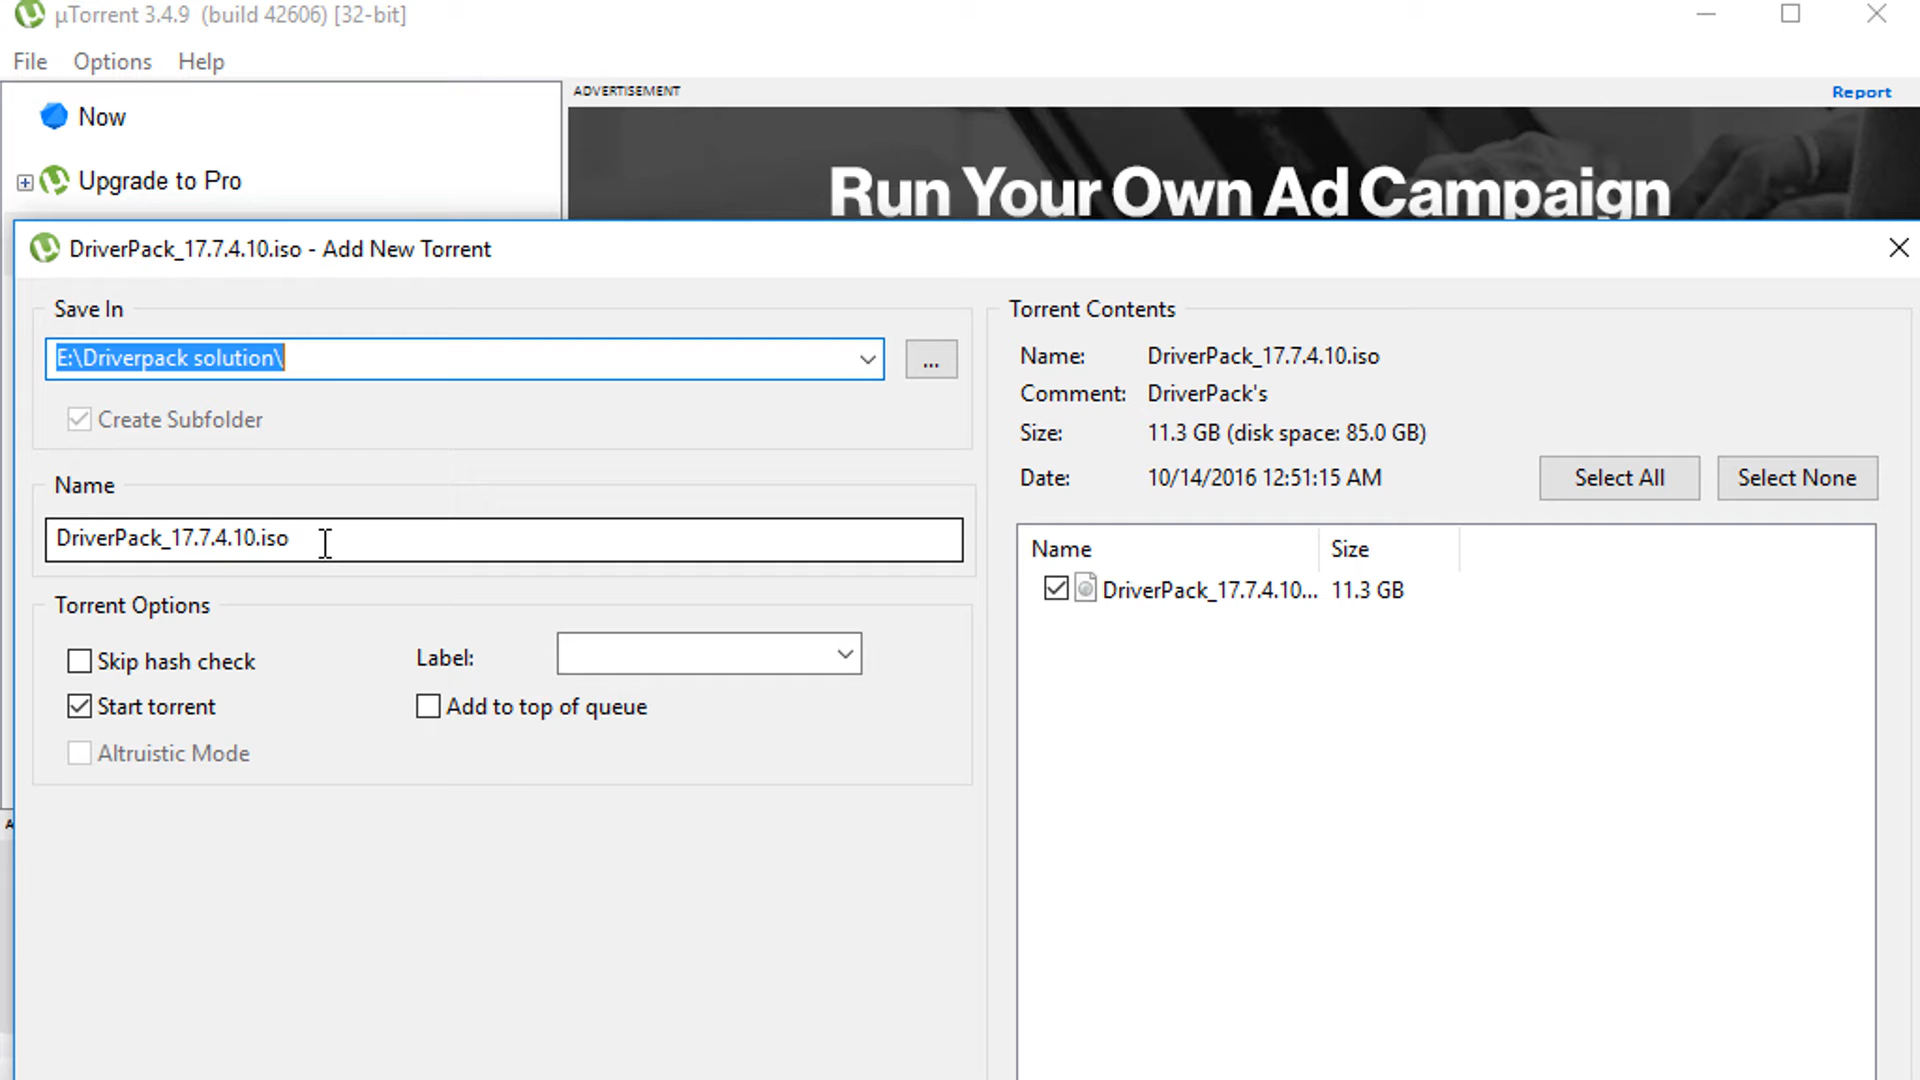 µTorrent 3.4.9 (build 42606) [32-bit]
File Options Help
Now
Upgrade to Pro
ADVERTISEMENT
Report
Run Your Own Ad Campaign
DriverPack_17.7.4.10.iso - Add New Torrent
Save In
E:\Driverpack solution\
...
Create Subfolder
Name
DriverPack_17.7.4.10.iso
Torrent Options
Skip hash check
Label:
Start torrent
Add to top of queue
Altruistic Mode
Torrent Contents
Name: DriverPack_17.7.4.10.iso
Comment: DriverPack's
Size: 11.3 GB (disk space: 85.0 GB)
Date: 10/14/2016 12:51:15 AM
Select All
Select None
Name Size
DriverPack_17.7.4.10... 11.3 GB